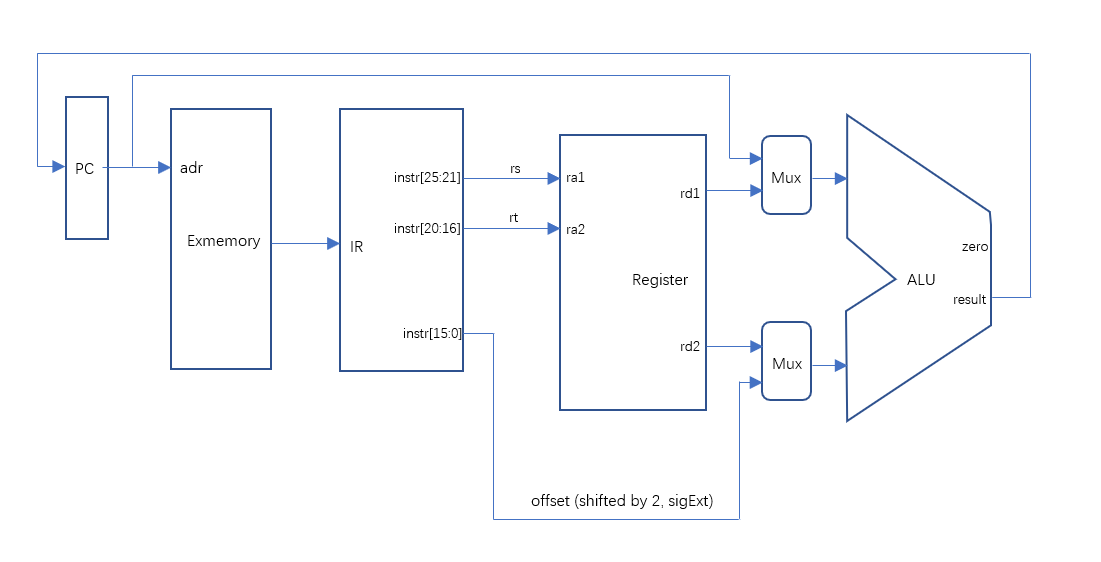 PC
adr
Exmemory
IR
instr[25:21]
instr[20:16]
instr[15:0]
rs
rt
ra1
ra2
rd1
Register
rd2
Mux
Mux
zero
ALU
result
offset (shifted by 2, sigExt)